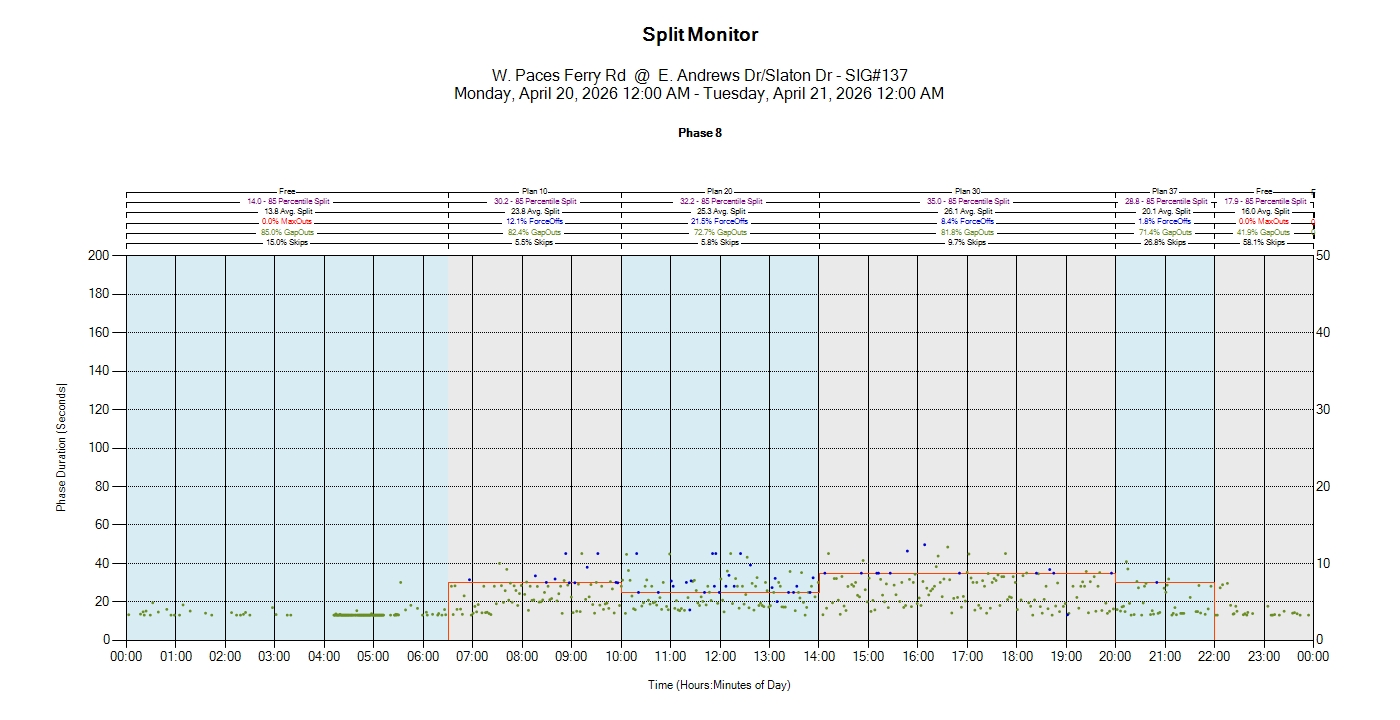 Split Monitor
W. Paces Ferry Rd @ E. Andrews Dr/Slaton Dr - SIG#137
Monday, April 20, 2026 12:00 AM - Tuesday, April 21, 2026 12:00 AM
Phase 8
Free Plan 10 Plan 20 Plan 30 Plan 37 Free
14.0 - 85 Percentile Split 30.2 - 85 Percentile Split 32.2 - 85 Percentile Split 35.0 - 85 Percentile Split 28.8 - 85 Percentile Split 17.9 - 85 Percentile Split
13.8 Avg. Split 23.8 Avg. Split 25.3 Avg. Split 26.1 Avg. Split 20.1 Avg. Split 16.0 Avg. Split
0.0% MaxOuts 12.1% ForceOffs 21.5% ForceOffs 8.4% ForceOffs 1.8% ForceOffs 0.0% MaxOuts
85.0% GapOuts 82.4% GapOuts 72.7% GapOuts 81.8% GapOuts 71.4% GapOuts 41.9% GapOuts
15.0% Skips 5.5% Skips 5.8% Skips 9.7% Skips 26.8% Skips 58.1% Skips
200 50
180
160 40
140
120 30
100
80 20
60
40 10
20
0 0
Phase Duration (Seconds)
00:00 01:00 02:00 03:00 04:00 05:00 06:00 07:00 08:00 09:00 10:00 11:00 12:00 13:00 14:00 15:00 16:00 17:00 18:00 19:00 20:00 21:00 22:00 23:00 00:00
Time (Hours:Minutes of Day)